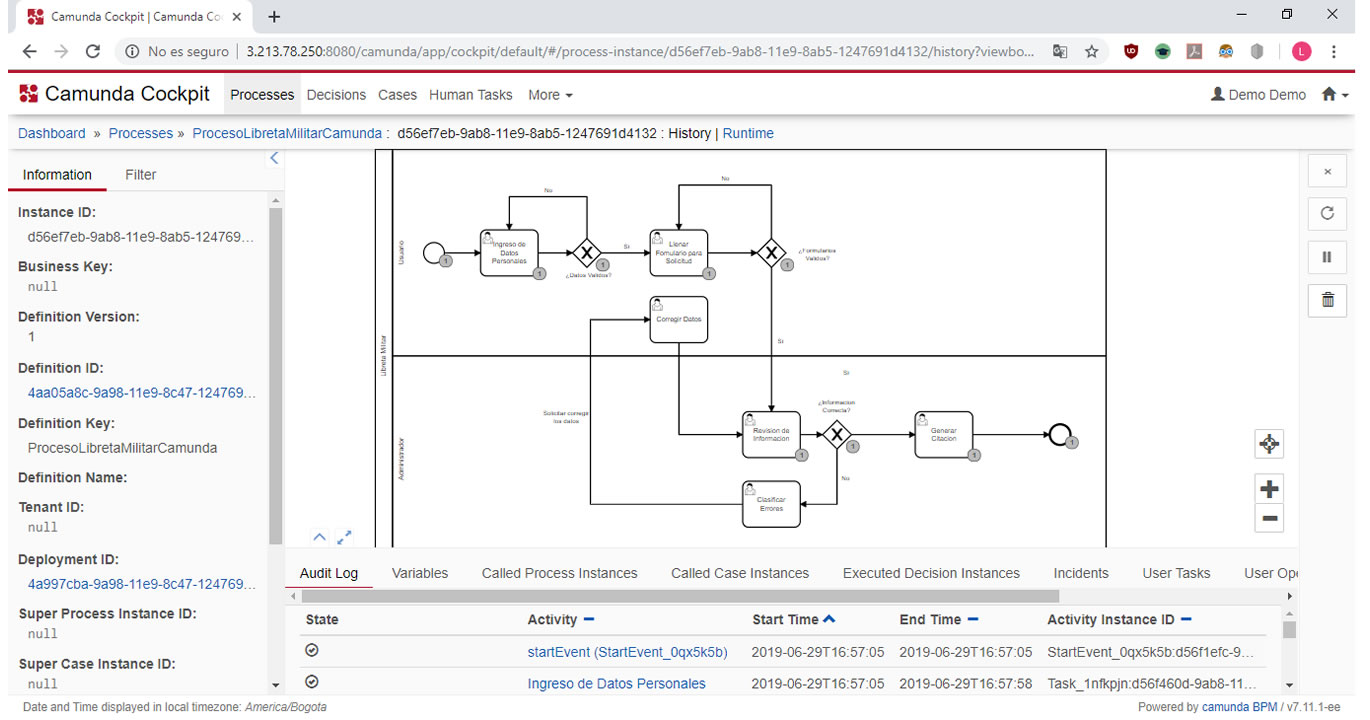 Camunda Cockpit | Camunda Co
No es seguro | 3.213.78.250:8080/camunda/app/cockpit/default/#/process-instance/d56ef7eb-9ab8-11e9-8ab5-1247691d4132/history?viewbo...
L
Camunda Cockpit Processes Decisions Cases Human Tasks More Demo Demo
Dashboard » Processes » ProcesoLibretaMilitarCamunda : d56ef7eb-9ab8-11e9-8ab5-1247691d4132 : History | Runtime
Information Filter
Instance ID:
d56ef7eb-9ab8-11e9-8ab5-124769...
Business Key:
null
Definition Version:
1
Definition ID:
4aa05a8c-9a98-11e9-8c47-124769...
Definition Key:
ProcesoLibretaMilitarCamunda
Definition Name:
Tenant ID:
null
Deployment ID:
4a997cba-9a98-11e9-8c47-124769...
Super Process Instance ID:
null
Super Case Instance ID:
null
Libreta Militar
Usuario
1
Ingreso de
Datos
Personales
1
No
1
¿Datos Validos?
Si
Llenar
Fomulario para
Solicitud
1
No
1
¿Formularios
Validos?
Corregir Datos
Si
Administrador
Solicitar corregir
los datos
Revision de
Informacion
1
Si
¿Informacion
Correcta?
1
Generar
Citacion
1
1
No
Clasificar
Errores
Audit Log Variables Called Process Instances Called Case Instances Executed Decision Instances Incidents User Tasks User Ope
State Activity Start Time End Time Activity Instance ID
startEvent (StartEvent_0qx5k5b) 2019-06-29T16:57:05 2019-06-29T16:57:05 StartEvent_0qx5k5b:d56f1efc-9...
Ingreso de Datos Personales 2019-06-29T16:57:05 2019-06-29T16:57:58 Task_1nfkpjn:d56f460d-9ab8-11...
Date and Time displayed in local timezone: America/Bogota
Powered by camunda BPM / v7.11.1-ee